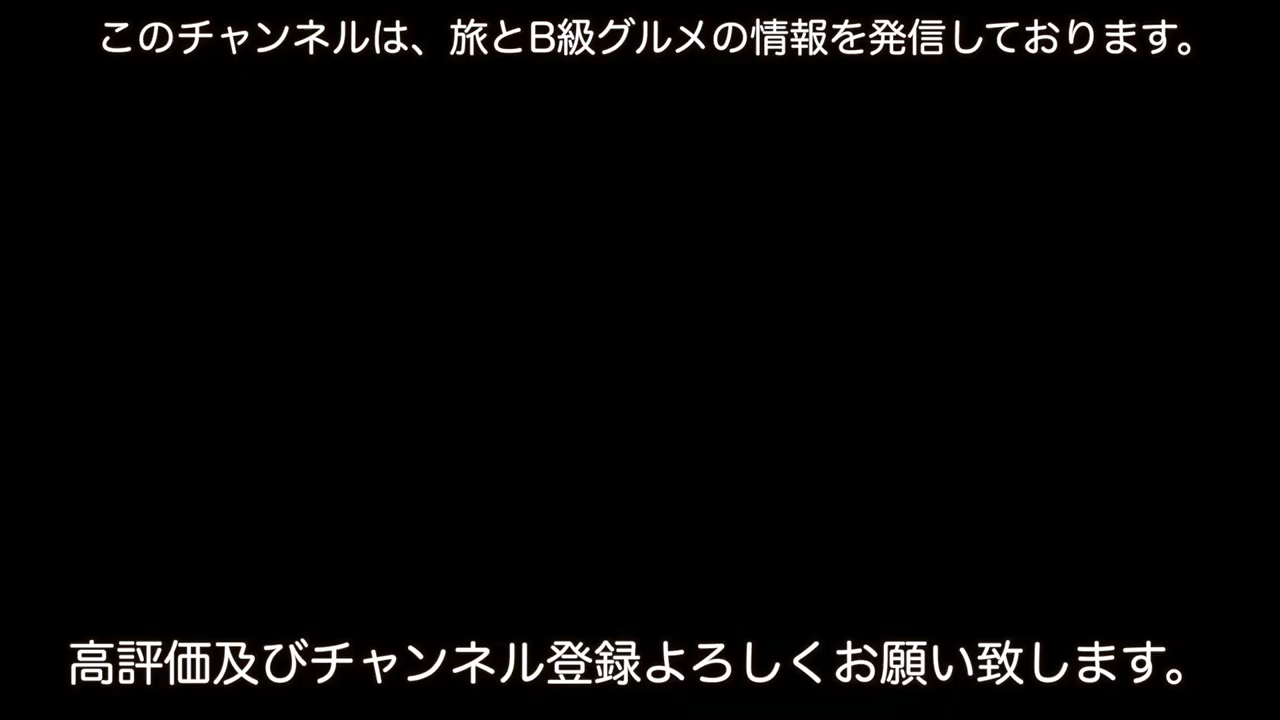 このチャンネルは、旅とB級グルメの情報を発信しております。
高評価及びチャンネル登録よろしくお願い致します。